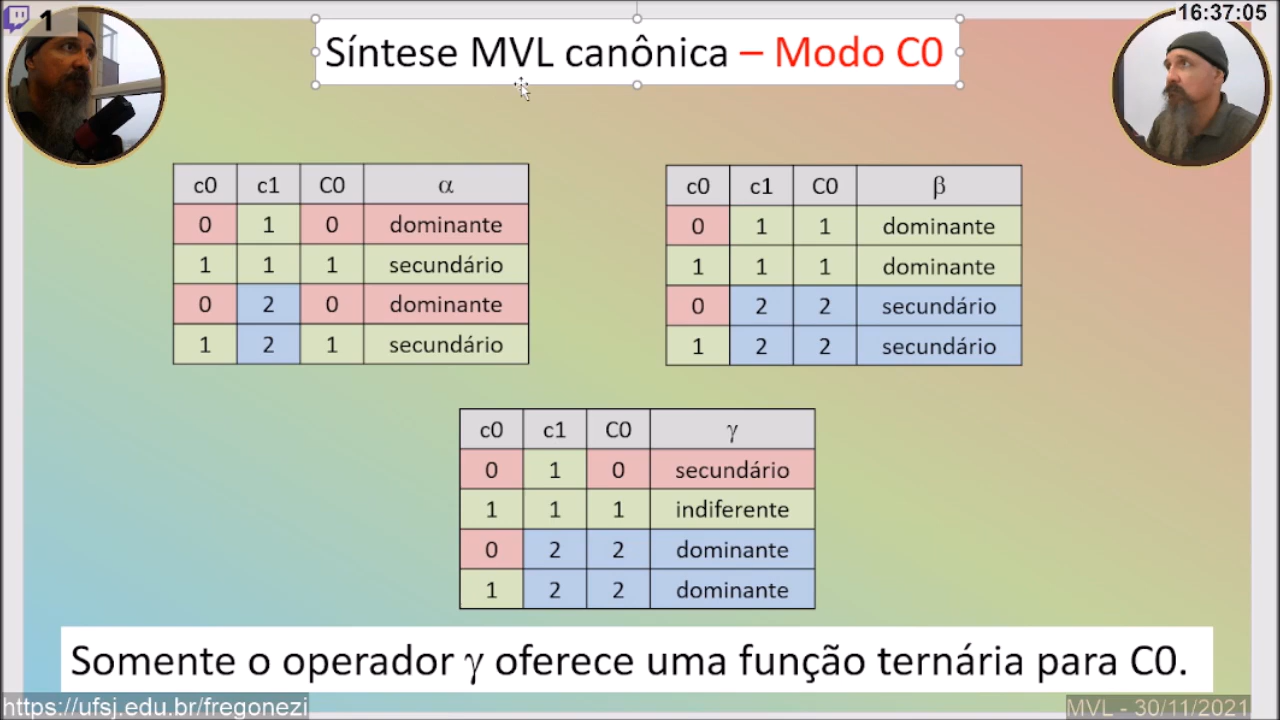 1
16:37:05
Síntese MVL canônica – Modo C0
c0 c1 C0 α
0 1 0 dominante
1 1 1 secundário
0 2 0 dominante
1 2 1 secundário
c0 c1 C0 β
0 1 1 dominante
1 1 1 dominante
0 2 2 secundário
1 2 2 secundário
c0 c1 C0 γ
0 1 0 secundário
1 1 1 indiferente
0 2 2 dominante
1 2 2 dominante
Somente o operador γ oferece uma função ternária para C0.
https://ufsj.edu.br/fregonezi
MVL - 30/11/2021